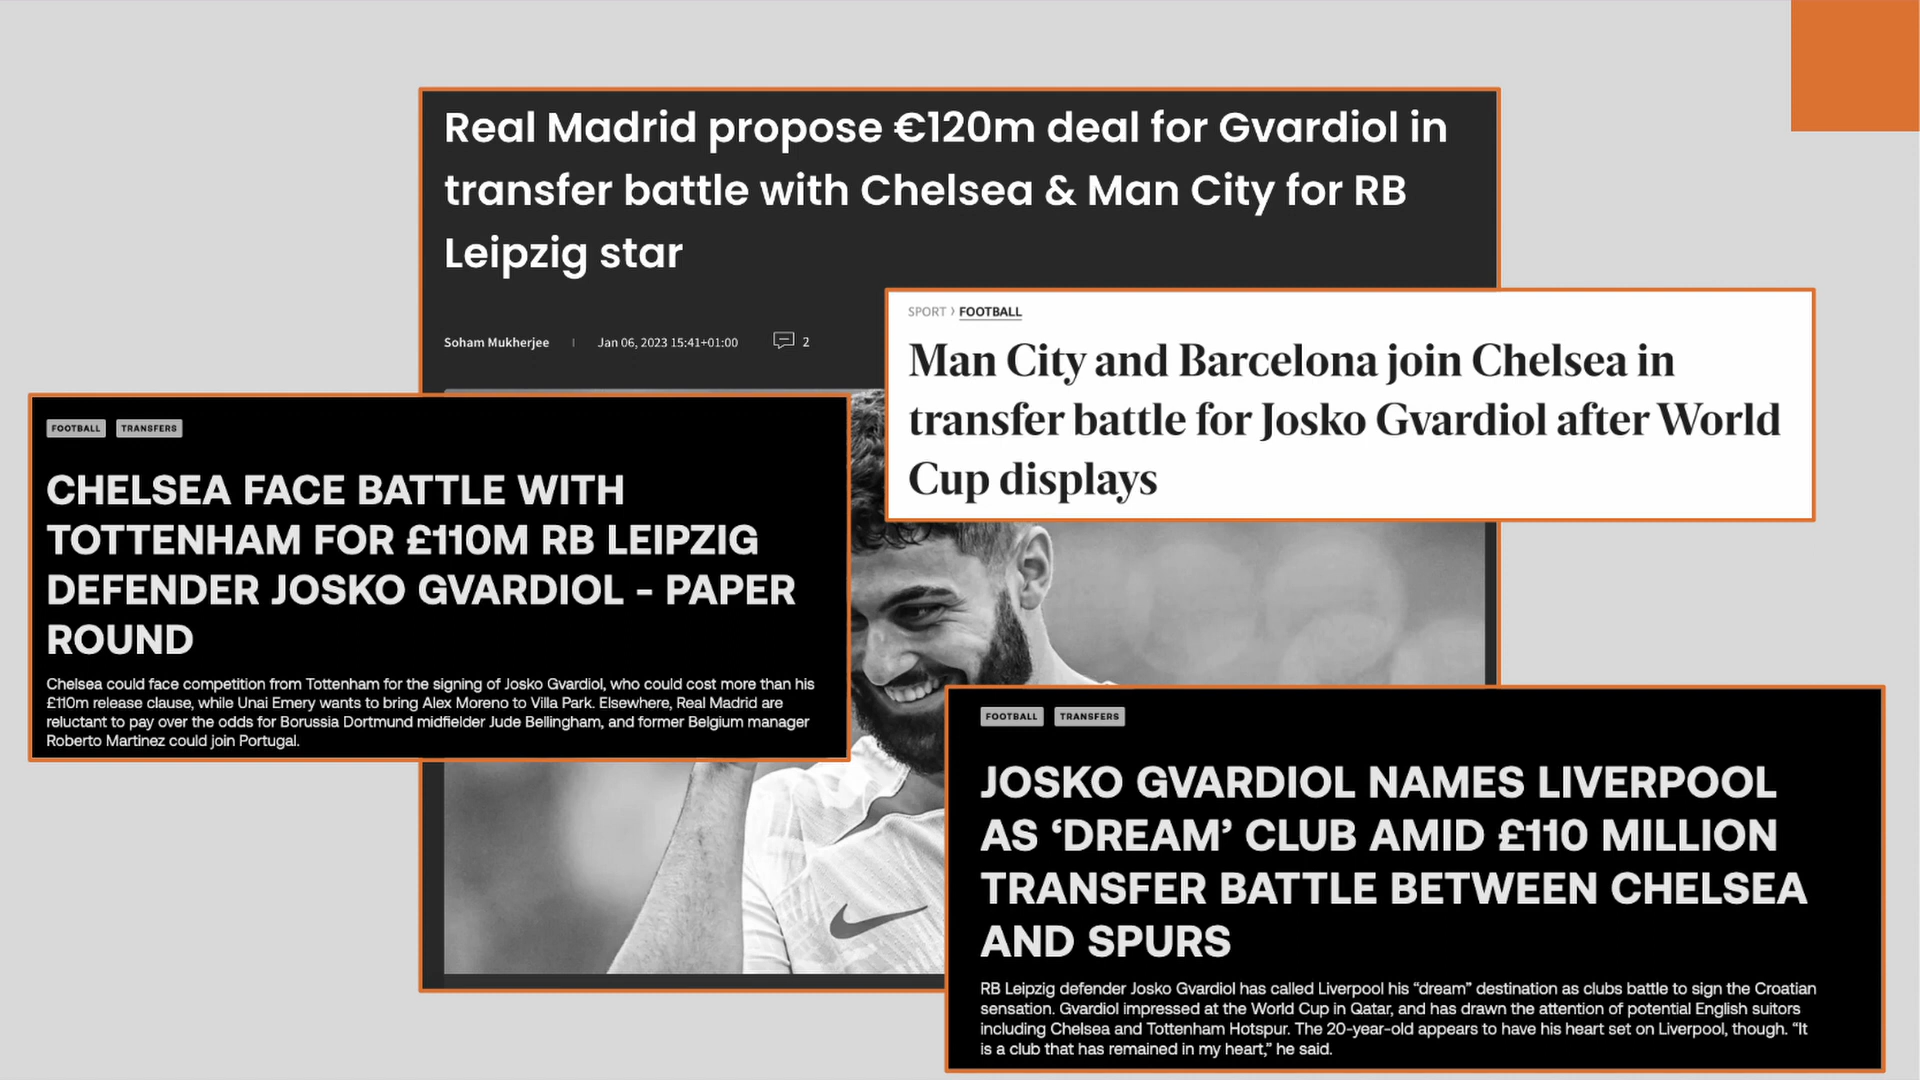 Real Madrid propose €120m deal for Gvardiol in
transfer battle with Chelsea & Man City for RB
Leipzig star
Soham Mukherjee | Jan 06, 2023 15:41+01:00 2
SPORT › FOOTBALL
Man City and Barcelona join Chelsea in
transfer battle for Josko Gvardiol after World
Cup displays
FOOTBALL TRANSFERS
CHELSEA FACE BATTLE WITH
TOTTENHAM FOR £110M RB LEIPZIG
DEFENDER JOSKO GVARDIOL - PAPER
ROUND
Chelsea could face competition from Tottenham for the signing of Josko Gvardiol, who could cost more than his
£110m release clause, while Unai Emery wants to bring Alex Moreno to Villa Park. Elsewhere, Real Madrid are
reluctant to pay over the odds for Borussia Dortmund midfielder Jude Bellingham, and former Belgium manager
Roberto Martinez could join Portugal.
FOOTBALL TRANSFERS
JOSKO GVARDIOL NAMES LIVERPOOL
AS ‘DREAM’ CLUB AMID £110 MILLION
TRANSFER BATTLE BETWEEN CHELSEA
AND SPURS
RB Leipzig defender Josko Gvardiol has called Liverpool his “dream” destination as clubs battle to sign the Croatian
sensation. Gvardiol impressed at the World Cup in Qatar, and has drawn the attention of potential English suitors
including Chelsea and Tottenham Hotspur. The 20-year-old appears to have his heart set on Liverpool, though. “It
is a club that has remained in my heart,” he said.